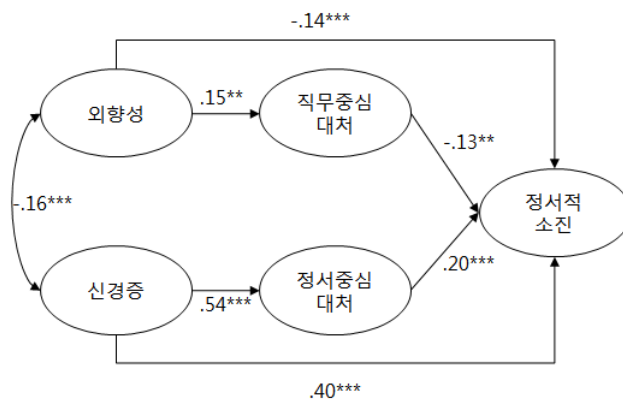 -.14***
외향성
.15**
직무중심
대처
-.13**
-.16***
정서적
소진
신경증
.54***
정서중심
대처
.20***
.40***